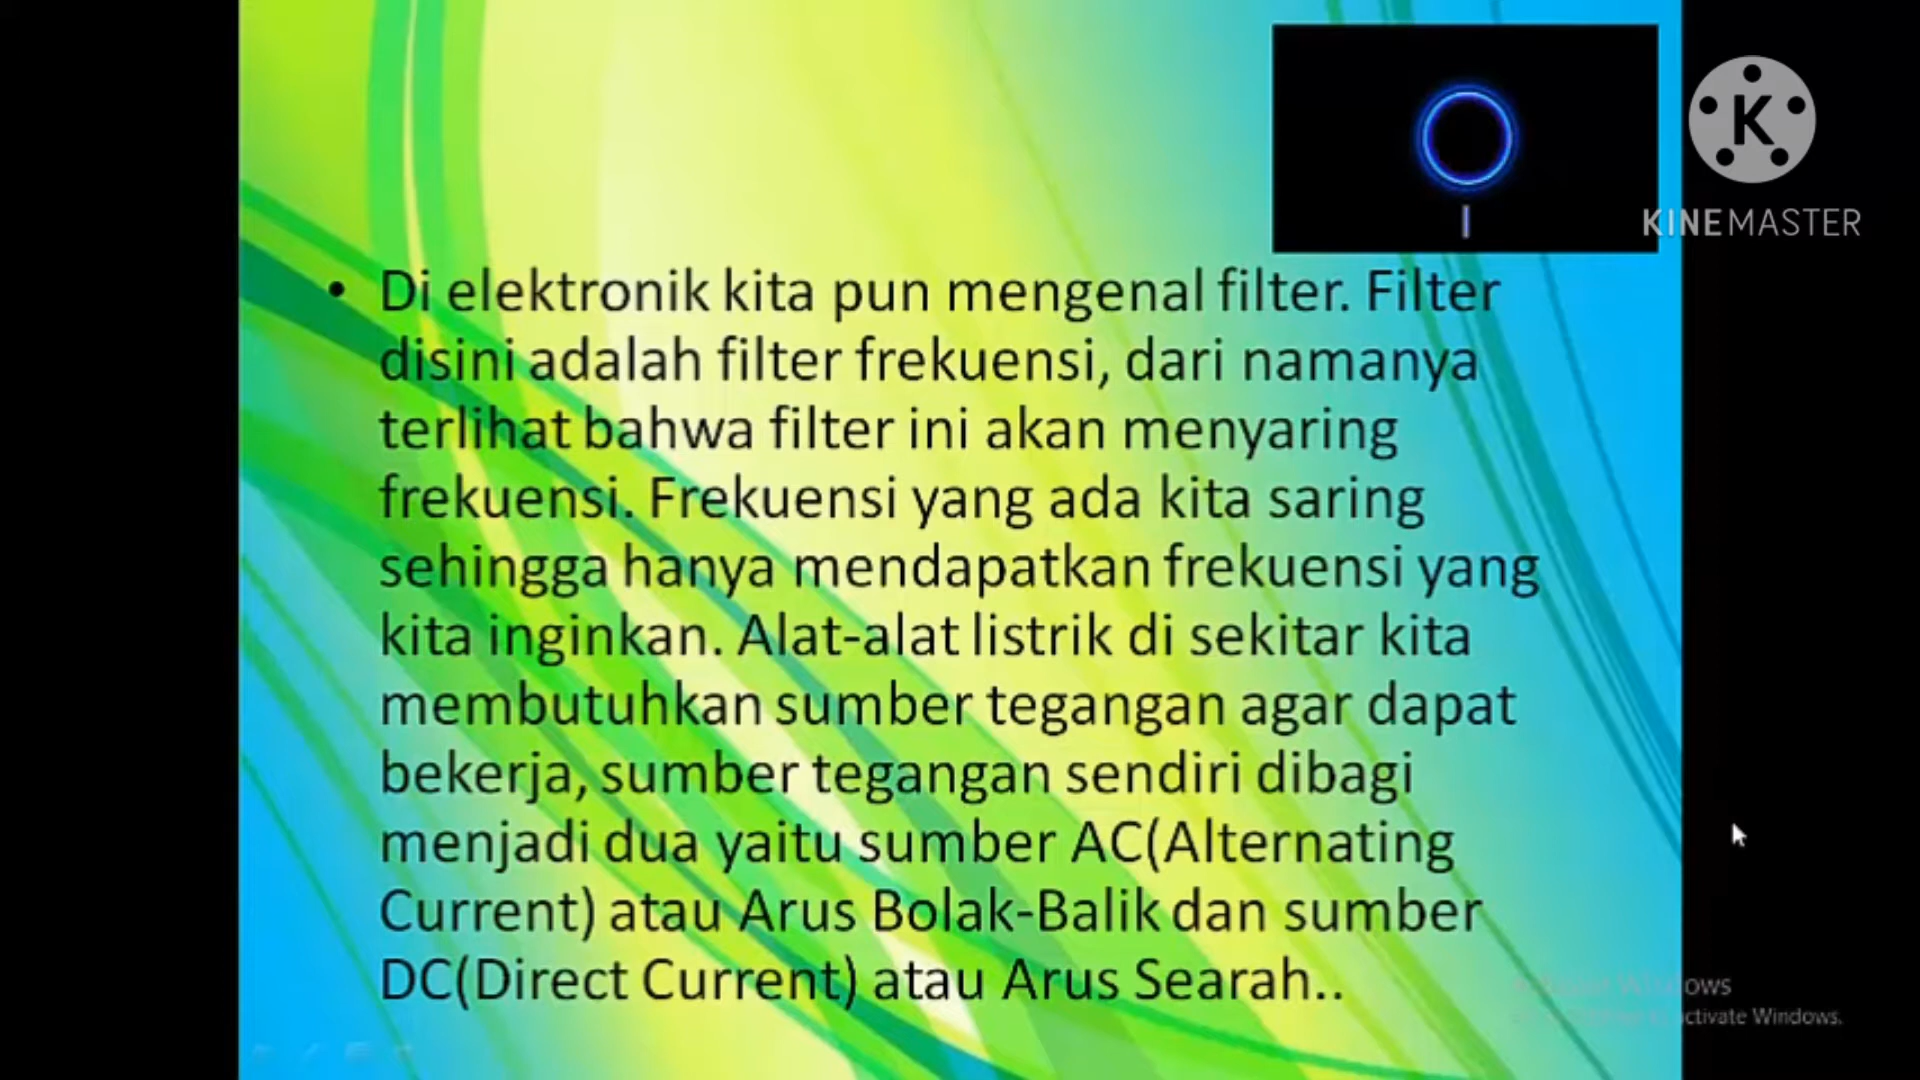 K
KINEMASTER
• Di elektronik kita pun mengenal filter. Filter
disini adalah filter frekuensi, dari namanya
terlihat bahwa filter ini akan menyaring
frekuensi. Frekuensi yang ada kita saring
sehingga hanya mendapatkan frekuensi yang
kita inginkan. Alat-alat listrik di sekitar kita
membutuhkan sumber tegangan agar dapat
bekerja, sumber tegangan sendiri dibagi
menjadi dua yaitu sumber AC(Alternating
Current) atau Arus Bolak-Balik dan sumber
DC(Direct Current) atau Arus Searah..
Windows
activate Windows.